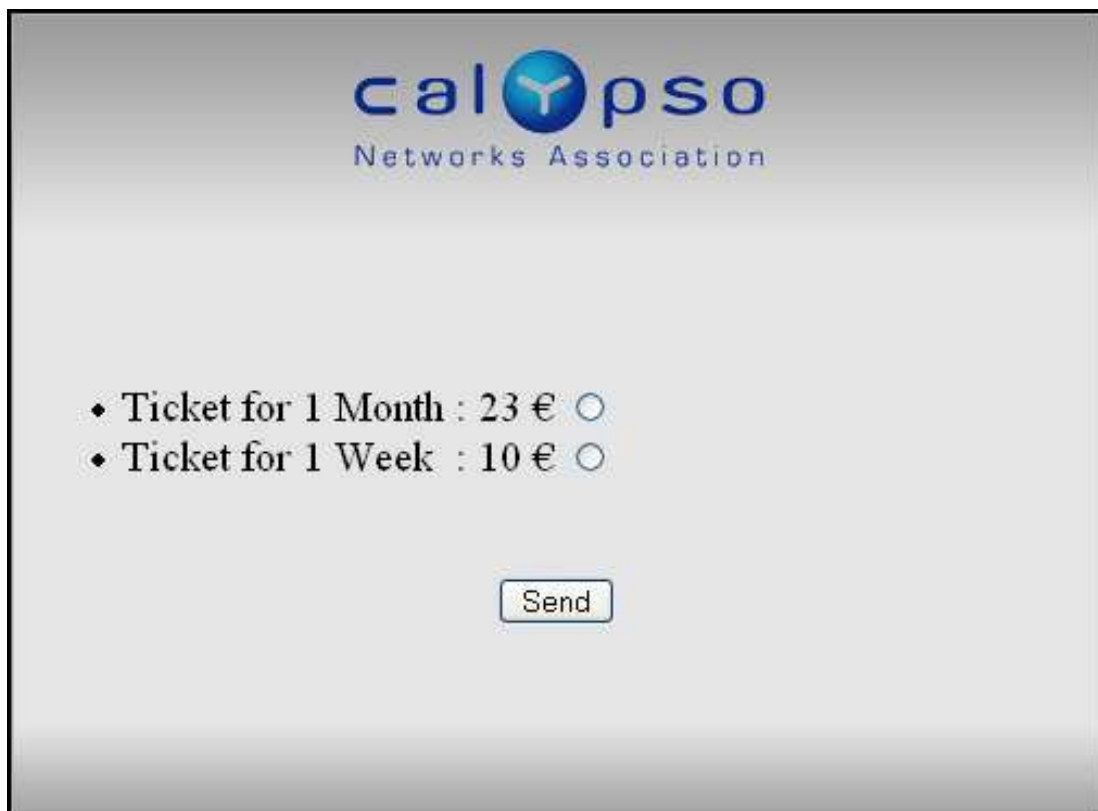 calypso
Networks Association
• Ticket for 1 Month : 23 €
• Ticket for 1 Week : 10 €
Send